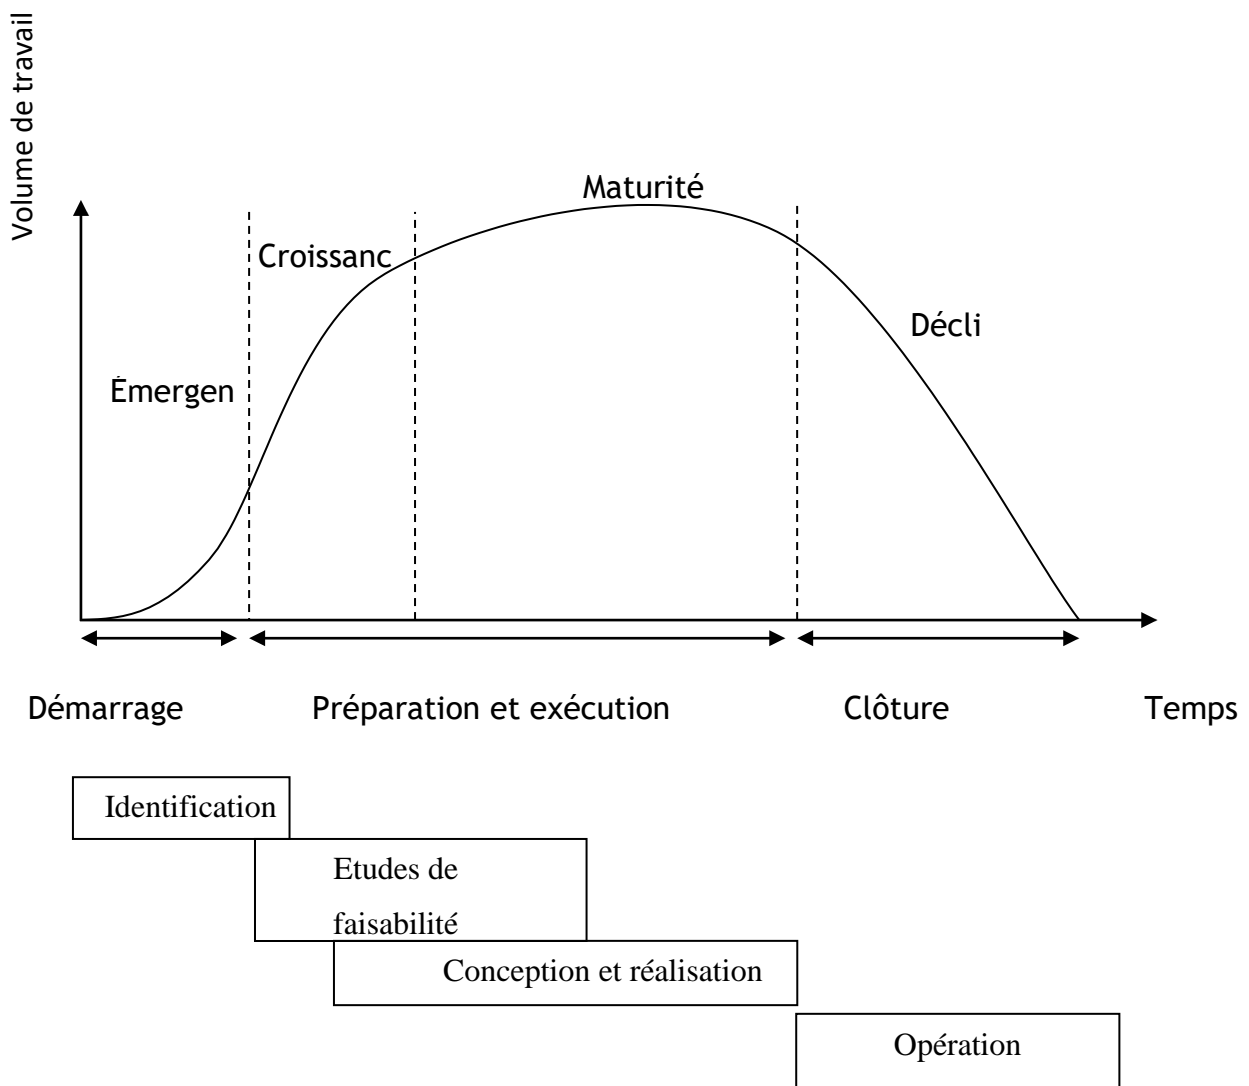 Volume de travail
Maturité
Croissanc
Décli
Émergen
Démarrage
Préparation et exécution
Clôture
Temps
Identification
Etudes de
faisabilité
Conception et réalisation
Opération